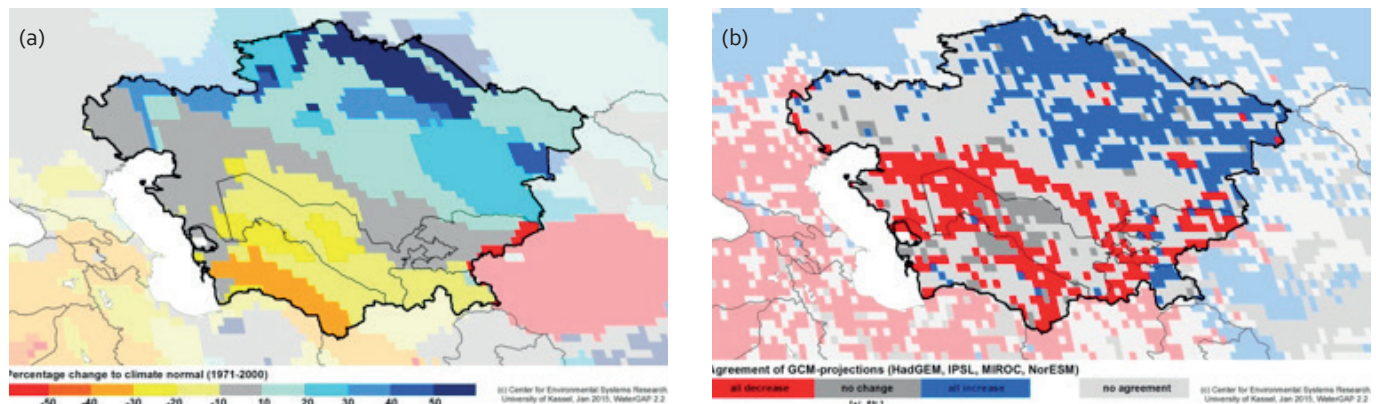 (a)
Percentage change to climate normal (1971-2000)
-50 -40 -30 -20 -10 10 20 30 40 50
(c) Center for Environmental Systems Research
University of Kassel, Jan 2015, WaterGAP 2.2
(b)
Agreement of GCM-projections (HadGEM, IPSL, MIROC, NorESM)
all decrease no change all increase no agreement
(c) Center for Environmental Systems Research
University of Kassel, Jan 2015, WaterGAP 2.2